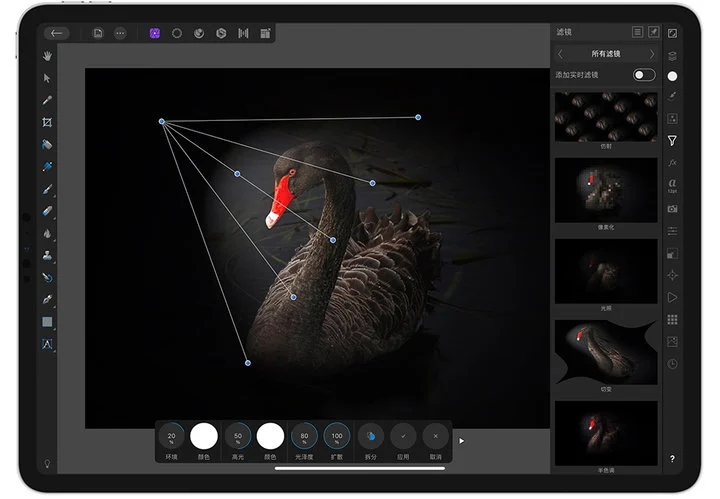 滤镜
所有滤镜
添加实时滤镜
仿射
像素化
光照
切变
半色调
12pt
20 %
50 %
80 %
100 %
环境
颜色
高光
颜色
光泽度
扩散
拆分
应用
取消
?